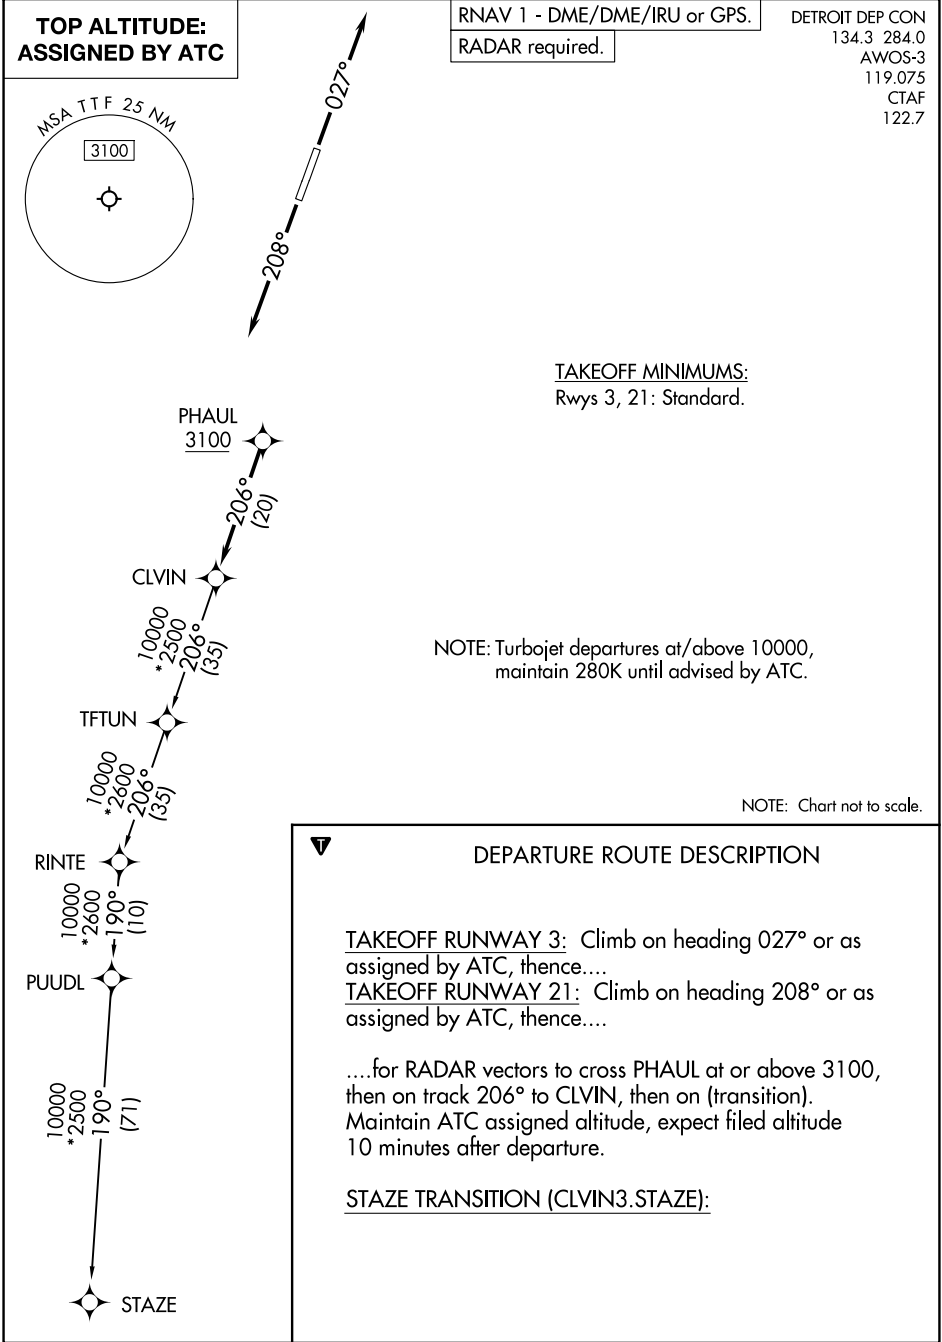 TOP ALTITUDE:
ASSIGNED BY ATC
RNAV 1 - DME/DME/IRU or GPS.
RADAR required.
DETROIT DEP CON
134.3 284.0
AWOS-3
119.075
CTAF
122.7
MSA TTF 25 NM
3100
027°
208°
TAKEOFF MINIMUMS:
Rwys 3, 21: Standard.
PHAUL
3100
206°
(20)
CLVIN
10000
*2500
206°
(35)
NOTE: Turbojet departures at/above 10000,
maintain 280K until advised by ATC.
TFTUN
10000
*2600
206°
(35)
NOTE: Chart not to scale.
RINTE
10000
*2600
190°
(10)
PUUDL
10000
*2500
190°
(71)
STAZE
T
DEPARTURE ROUTE DESCRIPTION
TAKEOFF RUNWAY 3: Climb on heading 027° or as
assigned by ATC, thence....
TAKEOFF RUNWAY 21: Climb on heading 208° or as
assigned by ATC, thence....
....for RADAR vectors to cross PHAUL at or above 3100,
then on track 206° to CLVIN, then on (transition).
Maintain ATC assigned altitude, expect filed altitude
10 minutes after departure.
STAZE TRANSITION (CLVIN3.STAZE):